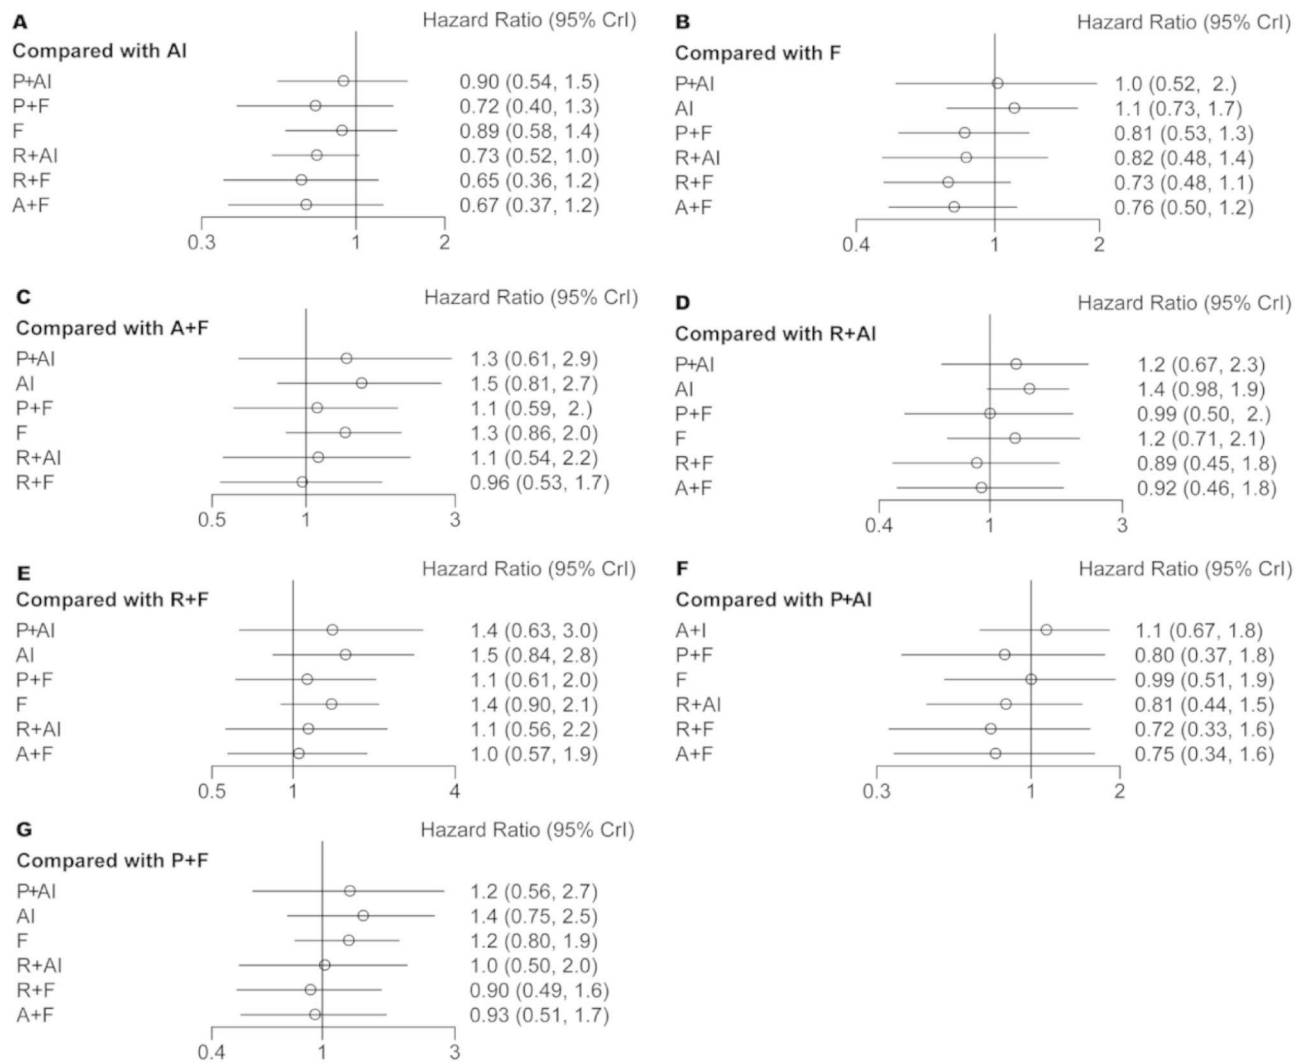 A
Hazard Ratio (95% CrI)
Compared with AI
P+AI 0.90 (0.54, 1.5)
P+F 0.72 (0.40, 1.3)
F 0.89 (0.58, 1.4)
R+AI 0.73 (0.52, 1.0)
R+F 0.65 (0.36, 1.2)
A+F 0.67 (0.37, 1.2)
0.3 1 2
B
Hazard Ratio (95% CrI)
Compared with F
P+AI 1.0 (0.52, 2.)
AI 1.1 (0.73, 1.7)
P+F 0.81 (0.53, 1.3)
R+AI 0.82 (0.48, 1.4)
R+F 0.73 (0.48, 1.1)
A+F 0.76 (0.50, 1.2)
0.4 1 2
C
Hazard Ratio (95% CrI)
Compared with A+F
P+AI 1.3 (0.61, 2.9)
AI 1.5 (0.81, 2.7)
P+F 1.1 (0.59, 2.)
F 1.3 (0.86, 2.0)
R+AI 1.1 (0.54, 2.2)
R+F 0.96 (0.53, 1.7)
0.5 1 3
D
Hazard Ratio (95% CrI)
Compared with R+AI
P+AI 1.2 (0.67, 2.3)
AI 1.4 (0.98, 1.9)
P+F 0.99 (0.50, 2.)
F 1.2 (0.71, 2.1)
R+F 0.89 (0.45, 1.8)
A+F 0.92 (0.46, 1.8)
0.4 1 3
E
Hazard Ratio (95% CrI)
Compared with R+F
P+AI 1.4 (0.63, 3.0)
AI 1.5 (0.84, 2.8)
P+F 1.1 (0.61, 2.0)
F 1.4 (0.90, 2.1)
R+AI 1.1 (0.56, 2.2)
A+F 1.0 (0.57, 1.9)
0.5 1 4
F
Hazard Ratio (95% CrI)
Compared with P+AI
A+I 1.1 (0.67, 1.8)
P+F 0.80 (0.37, 1.8)
F 0.99 (0.51, 1.9)
R+AI 0.81 (0.44, 1.5)
R+F 0.72 (0.33, 1.6)
A+F 0.75 (0.34, 1.6)
0.3 1 2
G
Hazard Ratio (95% CrI)
Compared with P+F
P+AI 1.2 (0.56, 2.7)
AI 1.4 (0.75, 2.5)
F 1.2 (0.80, 1.9)
R+AI 1.0 (0.50, 2.0)
R+F 0.90 (0.49, 1.6)
A+F 0.93 (0.51, 1.7)
0.4 1 3